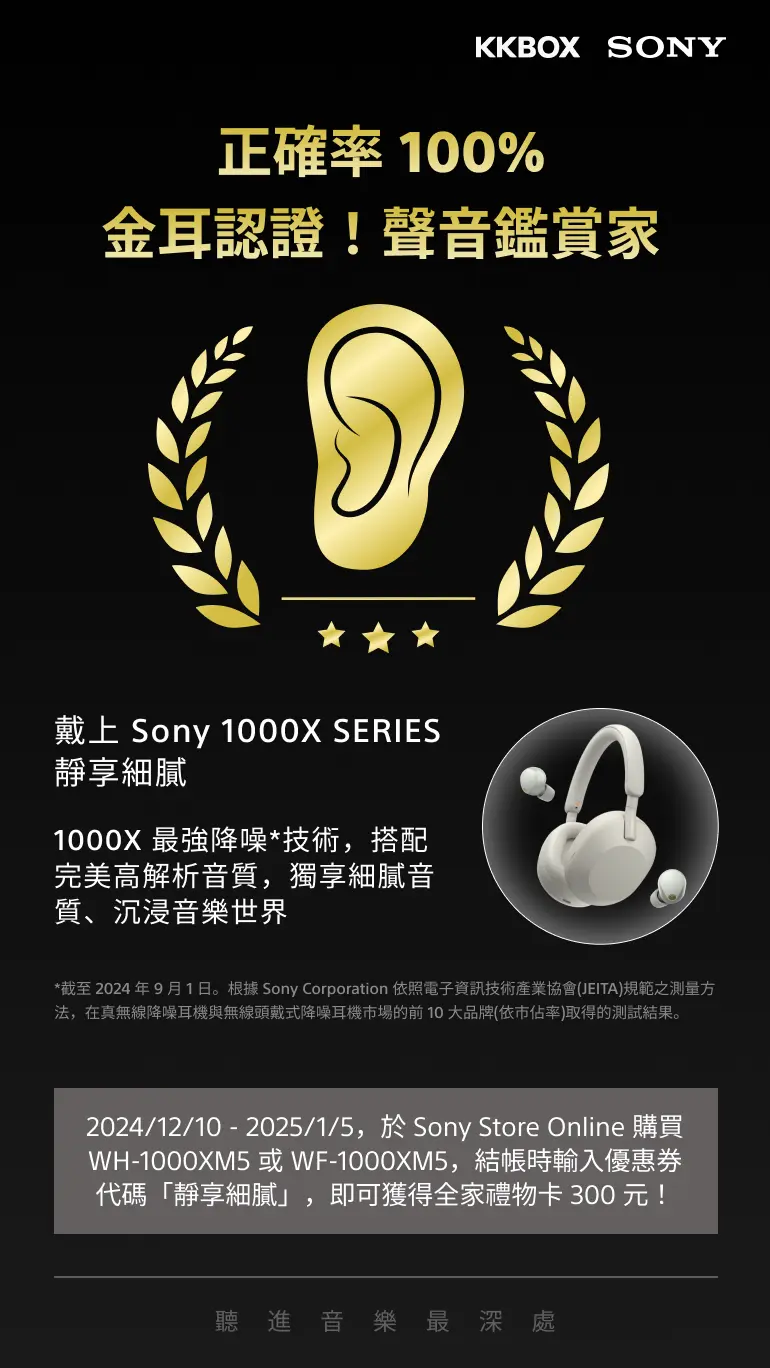 KKBOX SONY
正確率 100%
金耳認證！聲音鑑賞家
戴上 Sony 1000X SERIES
靜享細膩
1000X 最強降噪*技術，搭配
完美高解析音質，獨享細膩音
質、沉浸音樂世界
*截至 2024 年 9 月 1 日。根據 Sony Corporation 依照電子資訊技術產業協會(JEITA)規範之測量方
法，在真無線降噪耳機與無線頭戴式降噪耳機市場的前 10 大品牌(依市佔率)取得的測試結果。
2024/12/10 - 2025/1/5，於 Sony Store Online 購買
WH-1000XM5 或 WF-1000XM5，結帳時輸入優惠券
代碼「靜享細膩」，即可獲得全家禮物卡 300 元！
聽進音樂最深處